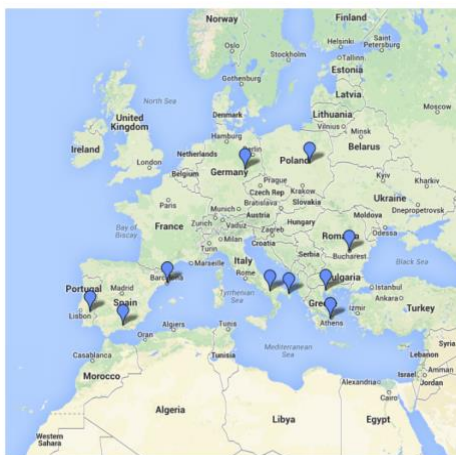 Norway
Finland
Helsinki
Saint
Petersburg
Oslo
Stockholm
Tallinn
Estonia
Gothenburg
Latvia
Moscow
North Sea
Denmark
Lithuania
United
Kingdom
Vilnius
Minsk
Ireland
Hamburg
Berlin
Belarus
Netherlands
Poland
London
Germany
Belgium
Prague
Kyiv
Kharkiv
Krakow
Czech Rep
Ukraine
Paris
Munich
Bratislava
Slovakia
Dnepropetrovsk
Austria
Moldova
Zurich
Vaduz
Hungary
Bay of
Biscay
France
Zagreb
Romania
Odessa
Milan
Turin
Croatia
Bucharest
Serbia
Marseille
Italy
Black Sea
Barcelona
Rome
Bulgaria
Portugal
Madrid
Istanbul
Tyrrhenian
Sea
Ankara
Spain
Greece
Lisbon
Izmir
Turkey
Athens
Algiers
Tunis
Oran
Syria
Casablanca
Tunisia
Mediterranean
Sea
Lebanon
Morocco
Israel
Amman
Alexandria
Jordan
Cairo
Algeria
Libya
Egypt
Western
Sahara